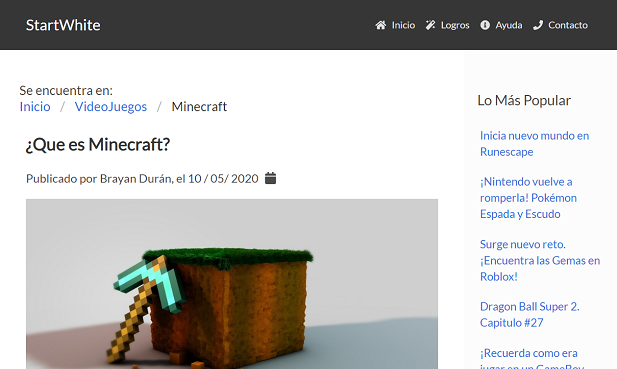 StartWhite
Inicio Logros Ayuda Contacto
Se encuentra en:
Inicio / VideoJuegos / Minecraft
¿Que es Minecraft?
Publicado por Brayan Durán, el 10 / 05/ 2020
Lo Más Popular
Inicia nuevo mundo en
Runescape
¡Nintendo vuelve a
romperla! Pokémon
Espada y Escudo
Surge nuevo reto.
¡Encuentra las Gemas en
Roblox!
Dragon Ball Super 2.
Capitulo #27
¡Recuerda como era
jugar en un GameBoy